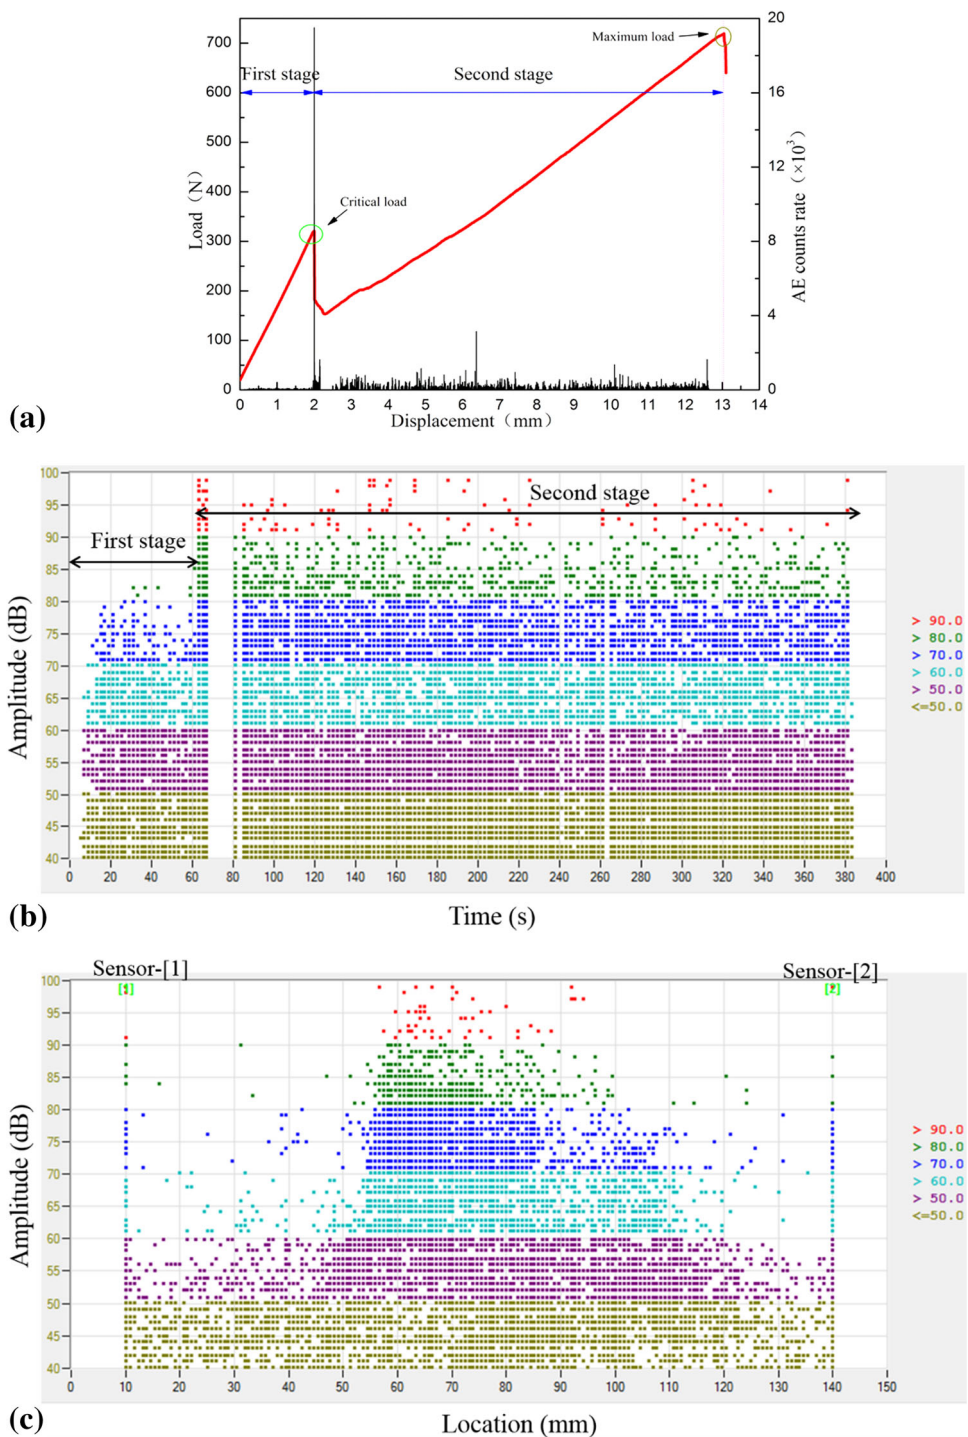 Maximum load
First stage
Second stage
Critical load
700
600
500
400
300
200
100
0
Load (N)
20
16
12
8
4
0
AE counts rate (×10³)
0 1 2 3 4 5 6 7 8 9 10 11 12 13 14
Displacement (mm)
(a)
100
95
90
85
80
75
70
65
60
55
50
45
40
Amplitude (dB)
Second stage
First stage
> 90.0
> 80.0
> 70.0
> 60.0
> 50.0
<=50.0
0 20 40 60 80 100 120 140 160 180 200 220 240 260 280 300 320 340 360 380 400
(b)
Time (s)
Sensor-[1]
Sensor-[2]
[1]
[2]
100
95
90
85
80
75
70
65
60
55
50
45
40
Amplitude (dB)
> 90.0
> 80.0
> 70.0
> 60.0
> 50.0
<=50.0
0 10 20 30 40 50 60 70 80 90 100 110 120 130 140 150
(c)
Location (mm)